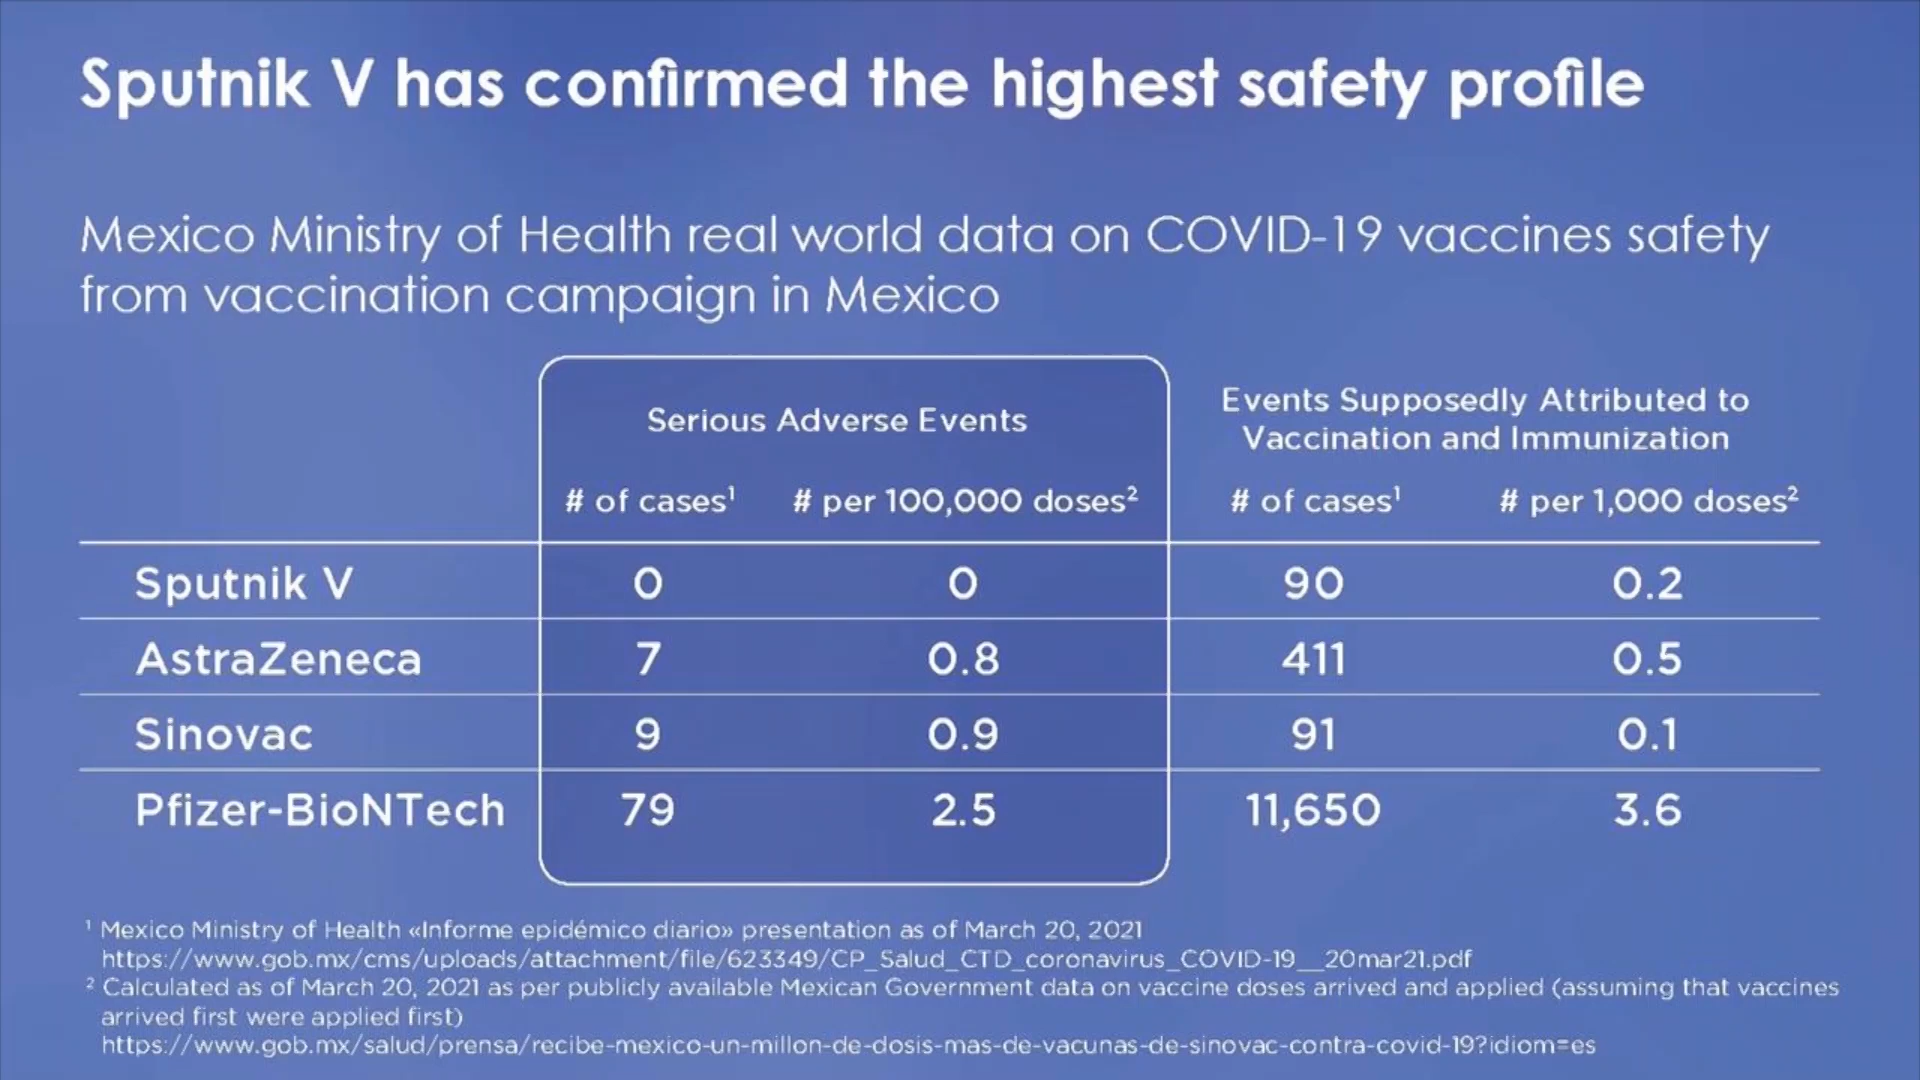 Sputnik V has confirmed the highest safety profile
Mexico Ministry of Health real world data on COVID-19 vaccines safety
from vaccination campaign in Mexico
Serious Adverse Events
Events Supposedly Attributed to
Vaccination and Immunization
# of cases¹ # per 100,000 doses² # of cases¹ # per 1,000 doses²
Sputnik V 0 0 90 0.2
AstraZeneca 7 0.8 411 0.5
Sinovac 9 0.9 91 0.1
Pfizer-BioNTech 79 2.5 11,650 3.6
¹ Mexico Ministry of Health «Informe epidémico diario» presentation as of March 20, 2021
https://www.gob.mx/cms/uploads/attachment/file/623349/CP_Salud_CTD_coronavirus_COVID-19__20mar21.pdf
² Calculated as of March 20, 2021 as per publicly available Mexican Government data on vaccine doses arrived and applied (assuming that vaccines
arrived first were applied first)
https://www.gob.mx/salud/prensa/recibe-mexico-un-millon-de-dosis-mas-de-vacunas-de-sinovac-contra-covid-19?idiom=es